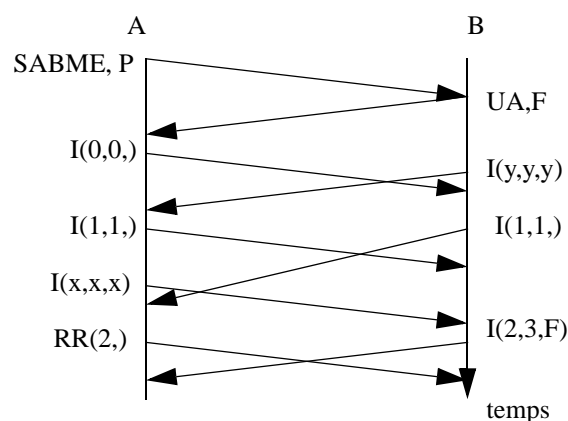 A B
SABME, P
UA,F
I(0,0,)
I(y,y,y)
I(1,1,) I(1,1,)
I(x,x,x)
I(2,3,F)
RR(2,)
temps